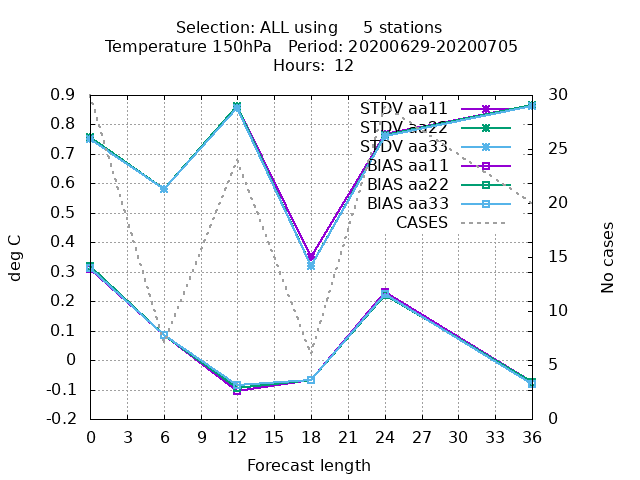 Selection: ALL using     5 stations
Temperature 150hPa   Period: 20200629-20200705
Hours: 12
0.9
0.8
0.7
0.6
0.5
0.4
0.3
0.2
0.1
0
-0.1
-0.2
deg C
30
25
20
15
10
5
0
No cases
STDV aa11
STDV aa22
STDV aa33
BIAS aa11
BIAS aa22
BIAS aa33
CASES
0 3 6 9 12 15 18 21 24 27 30 33 36
Forecast length